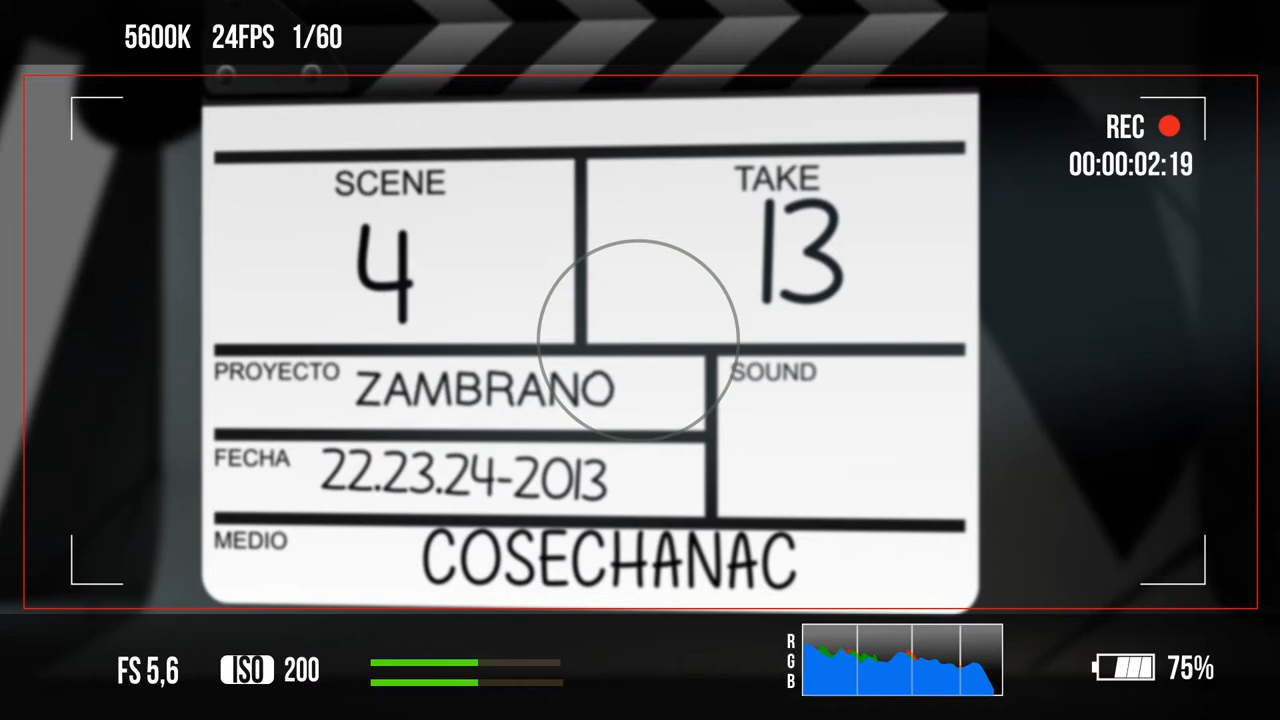 5600K 24FPS 1/60
REC
00:00:02:19
SCENE TAKE
4 13
PROYECTO ZAMBRANO SOUND
FECHA 22.23.24-2013
MEDIO COSECHANAC
FS 5,6 ISO 200
R
G
B
75%